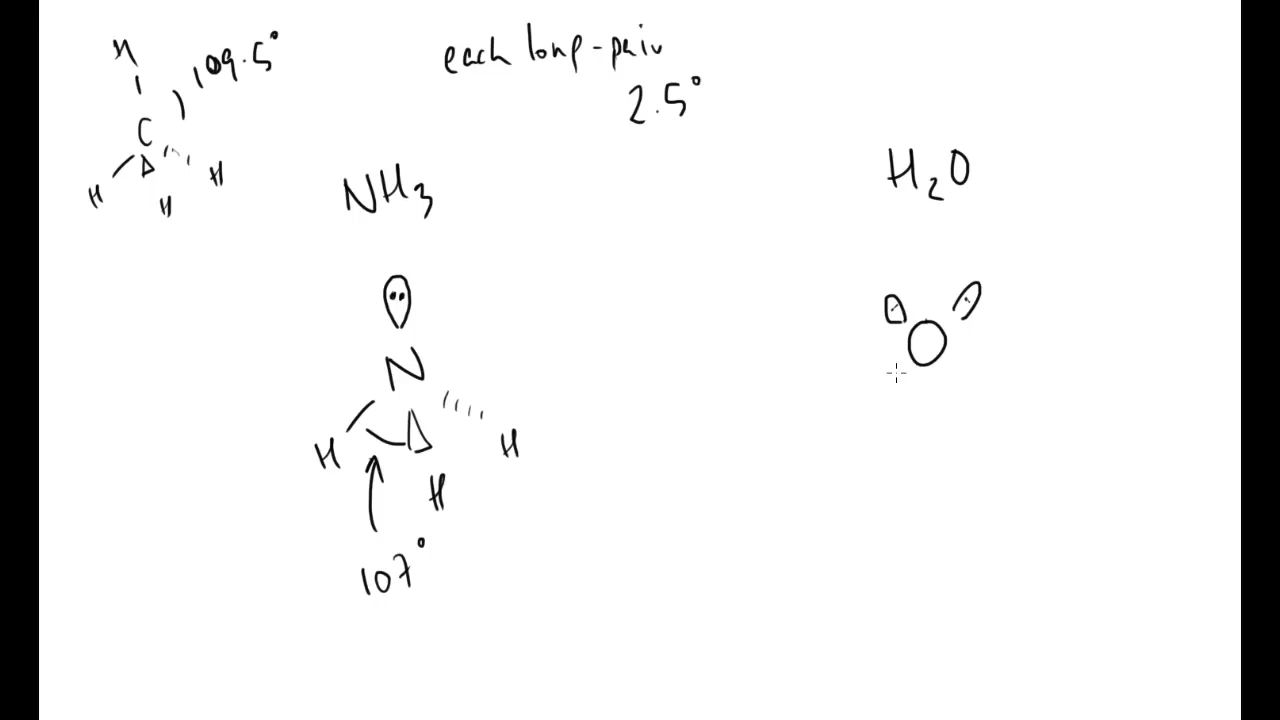 H
109.5°
C
H H H
each lone-pair
2.5°
NH3
N
H H H
107°
H2O
O